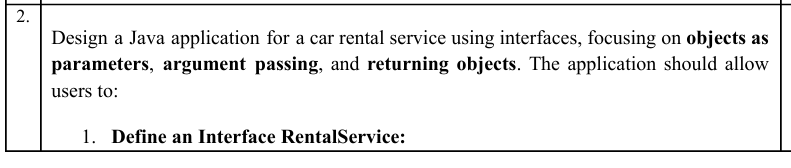 2.
Design a Java application for a car rental service using interfaces, focusing on objects as
parameters, argument passing, and returning objects. The application should allow
users to:
1. Define an Interface RentalService: